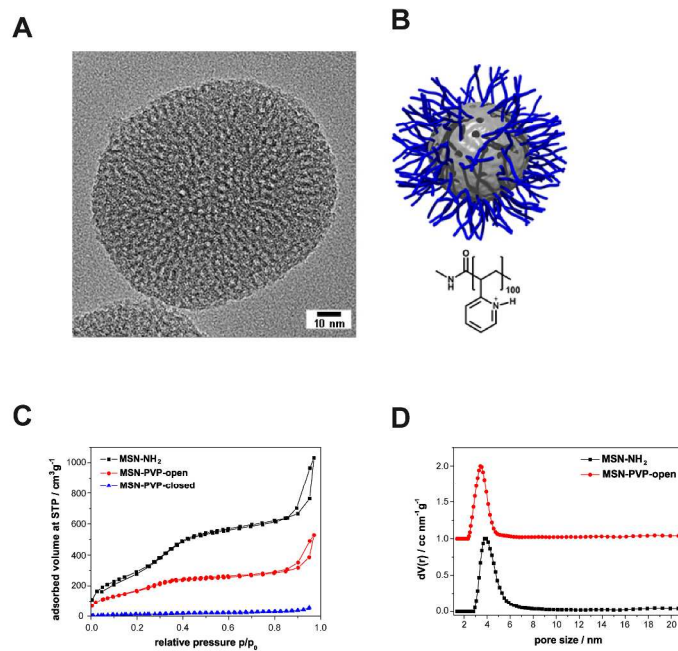 A
B
10 nm
O
N
H
100
N
+
H
C
D
MSN-NH2
MSN-PVP-open
MSN-PVP-closed
1000
800
600
400
200
0
0.0 0.2 0.4 0.6 0.8 1.0
adsorbed volume at STP / cm³g⁻¹
relative pressure p/p0
MSN-NH2
MSN-PVP-open
2.0
1.5
1.0
0.5
0.0
2 4 6 8 10 12 14 16 18 20
dV(r) / cc nm⁻¹g⁻¹
pore size / nm